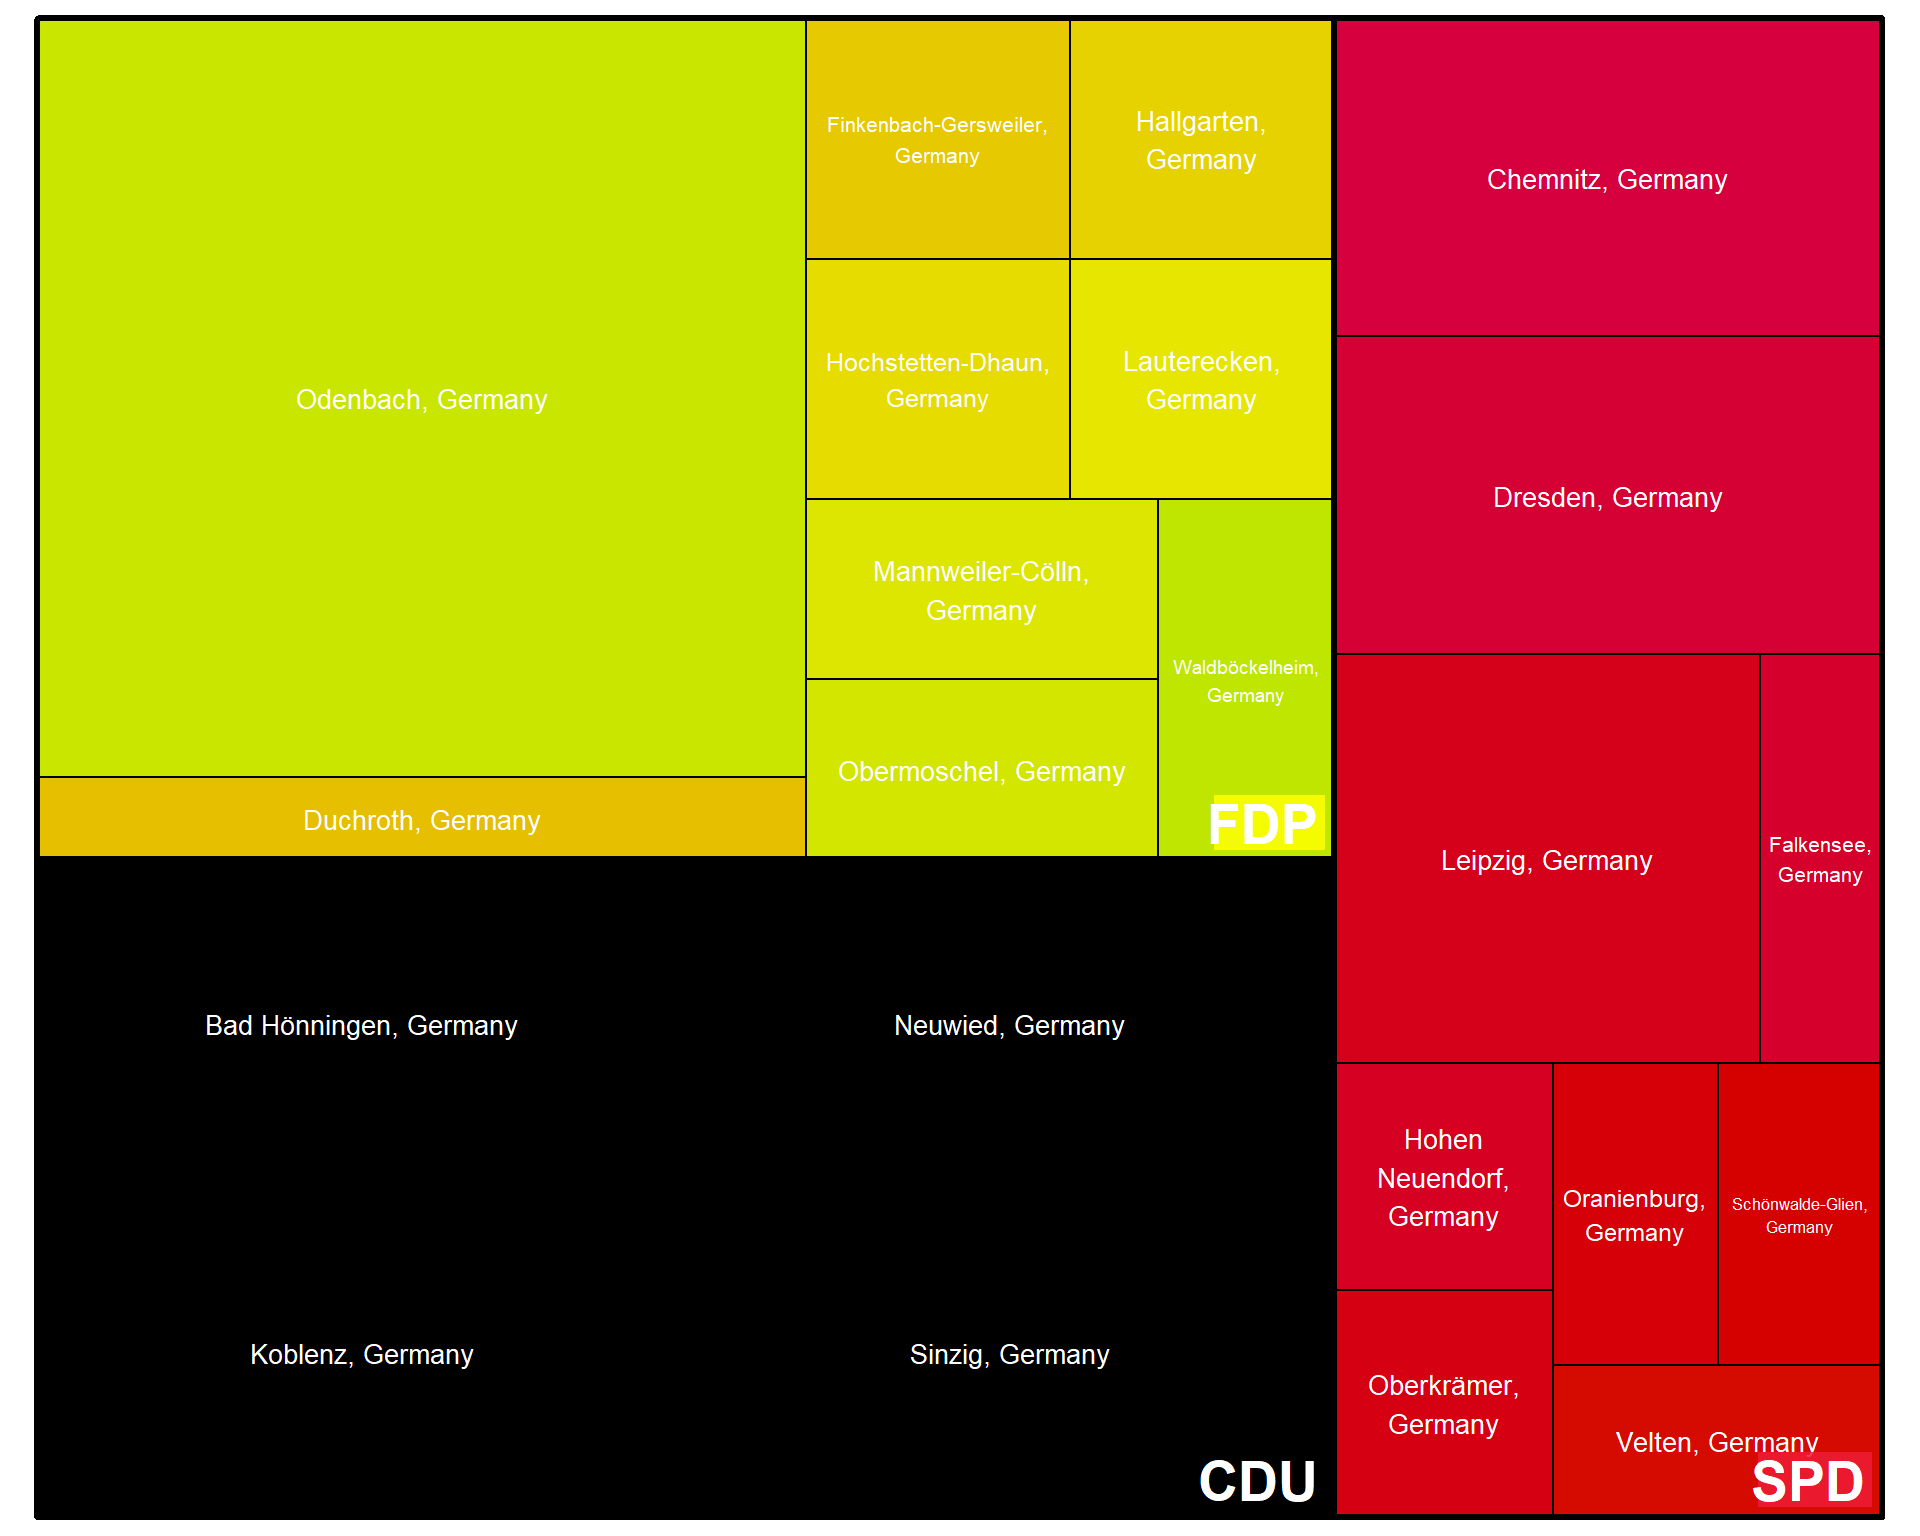 Odenbach, Germany
Duchroth, Germany
Finkenbach-Gersweiler,
Germany
Hallgarten,
Germany
Hochstetten-Dhaun,
Germany
Lauterecken,
Germany
Mannweiler-Cölln,
Germany
Obermoschel, Germany
Waldböckelheim,
Germany
FDP
Bad Hönningen, Germany
Neuwied, Germany
Koblenz, Germany
Sinzig, Germany
CDU
Chemnitz, Germany
Dresden, Germany
Leipzig, Germany
Falkensee,
Germany
Hohen
Neuendorf,
Germany
Oranienburg,
Germany
Schönwalde-Glien,
Germany
Oberkrämer,
Germany
Velten, Germany
SPD